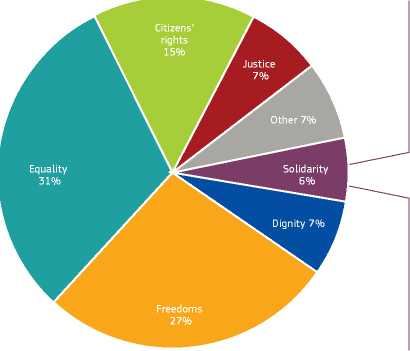 Citizens'
rights
15%
Justice
7%
Other 7%
Solidarity
6%
Dignity 7%
Freedoms
27%
Equality
31%